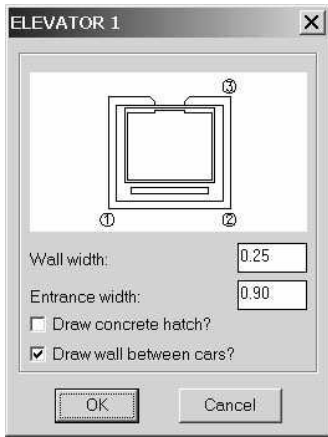 ELEVATOR 1
3
1 2
Wall width: 0.25
Entrance width: 0.90
Draw concrete hatch?
Draw wall between cars?
OK Cancel